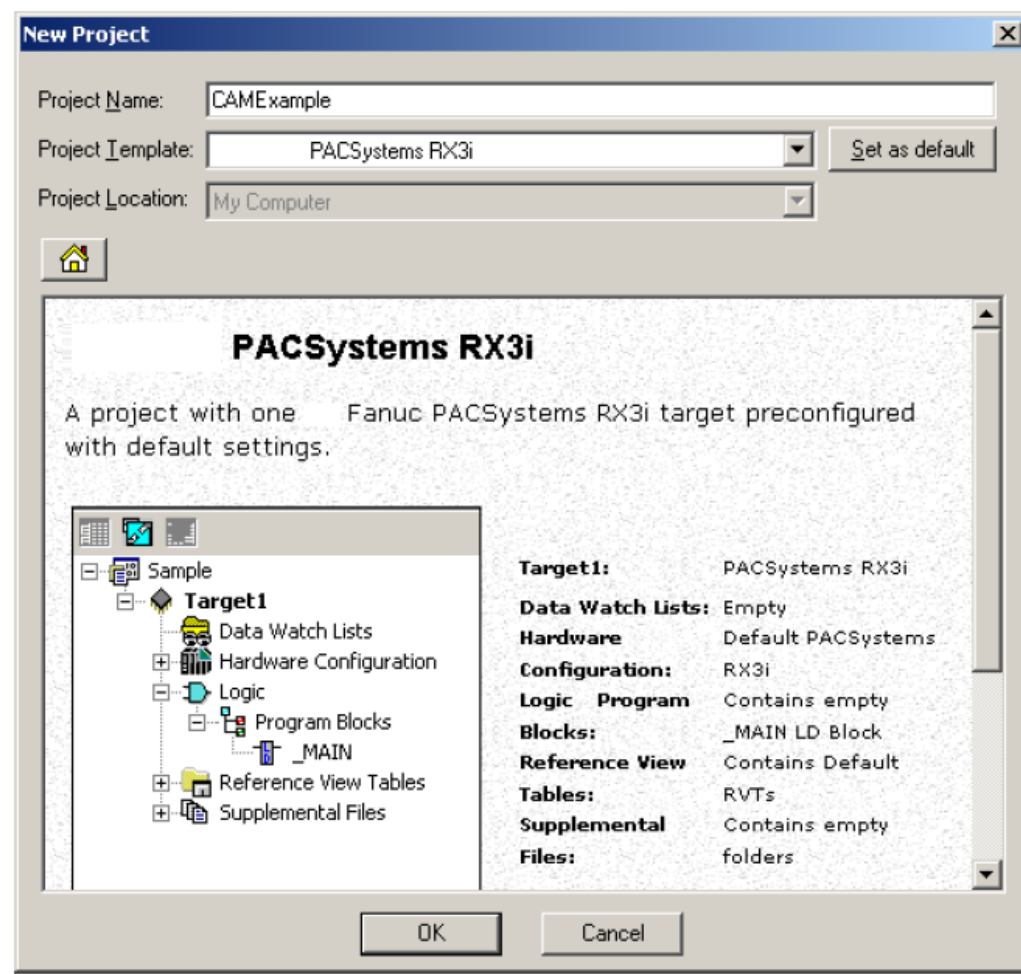 New Project
Project Name: CAMExample
Project Template: PACSystems RX3i Set as default
Project Location: My Computer
PACSystems RX3i
A project with one Fanuc PACSystems RX3i target preconfigured
with default settings.
Sample
Target1
Data Watch Lists
Hardware Configuration
Logic
Program Blocks
_MAIN
Reference View Tables
Supplemental Files
Target1: PACSystems RX3i
Data Watch Lists: Empty
Hardware Default PACSystems
Configuration: RX3i
Logic Program Contains empty
Blocks: _MAIN LD Block
Reference View Contains Default
Tables: RVTs
Supplemental Contains empty
Files: folders
OK Cancel